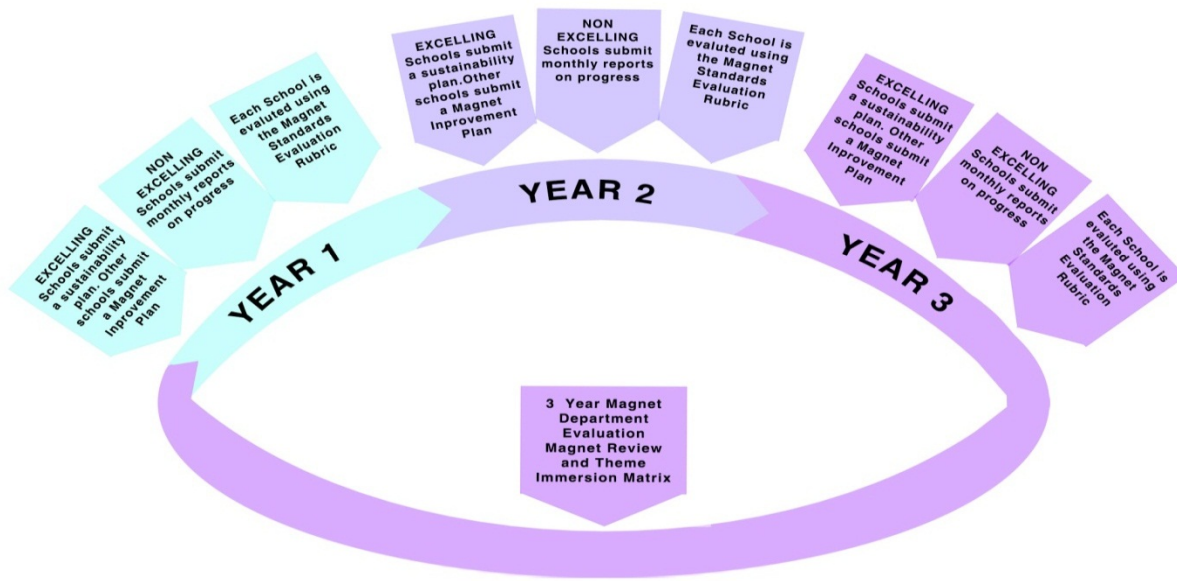 EXCELLING
Schools submit
a sustainability
plan. Other
schools submit
a Magnet
Inprovement
Plan
NON
EXCELLING
Schools submit
monthly reports
on progress
Each School is
evaluted using
the Magnet
Standards
Evaluation
Rubric
YEAR 1
EXCELLING
Schools submit
a sustainability
plan.Other
schools submit
a Magnet
Inprovement
Plan
NON
EXCELLING
Schools submit
monthly reports
on progress
Each School is
evaluted using
the Magnet
Standards
Evaluation
Rubric
YEAR 2
EXCELLING
Schools submit
a sustainability
plan. Other
schools submit
a Magnet
Inprovement
Plan
NON
EXCELLING
Schools submit
monthly reports
on progress
Each School is
evaluted using
the Magnet
Standards
Evaluation
Rubric
YEAR 3
3 Year Magnet
Department
Evaluation
Magnet Review
and Theme
Immersion Matrix